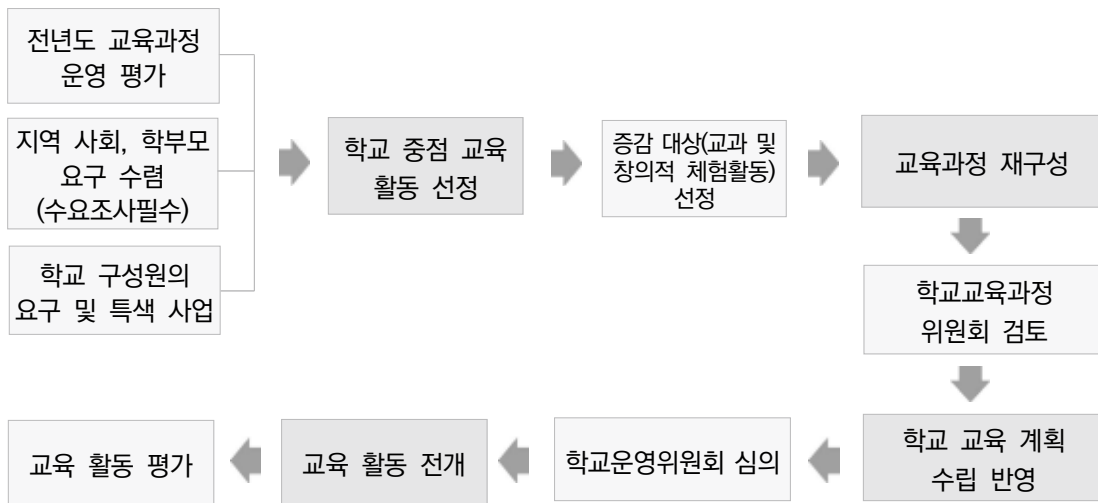 전년도 교육과정
운영 평가
지역 사회, 학부모
요구 수렴
(수요조사필수)
학교 구성원의
요구 및 특색 사업
학교 중점 교육
활동 선정
증감 대상(교과 및
창의적 체험활동)
선정
교육과정 재구성
학교교육과정
위원회 검토
학교 교육 계획
수립 반영
학교운영위원회 심의
교육 활동 전개
교육 활동 평가